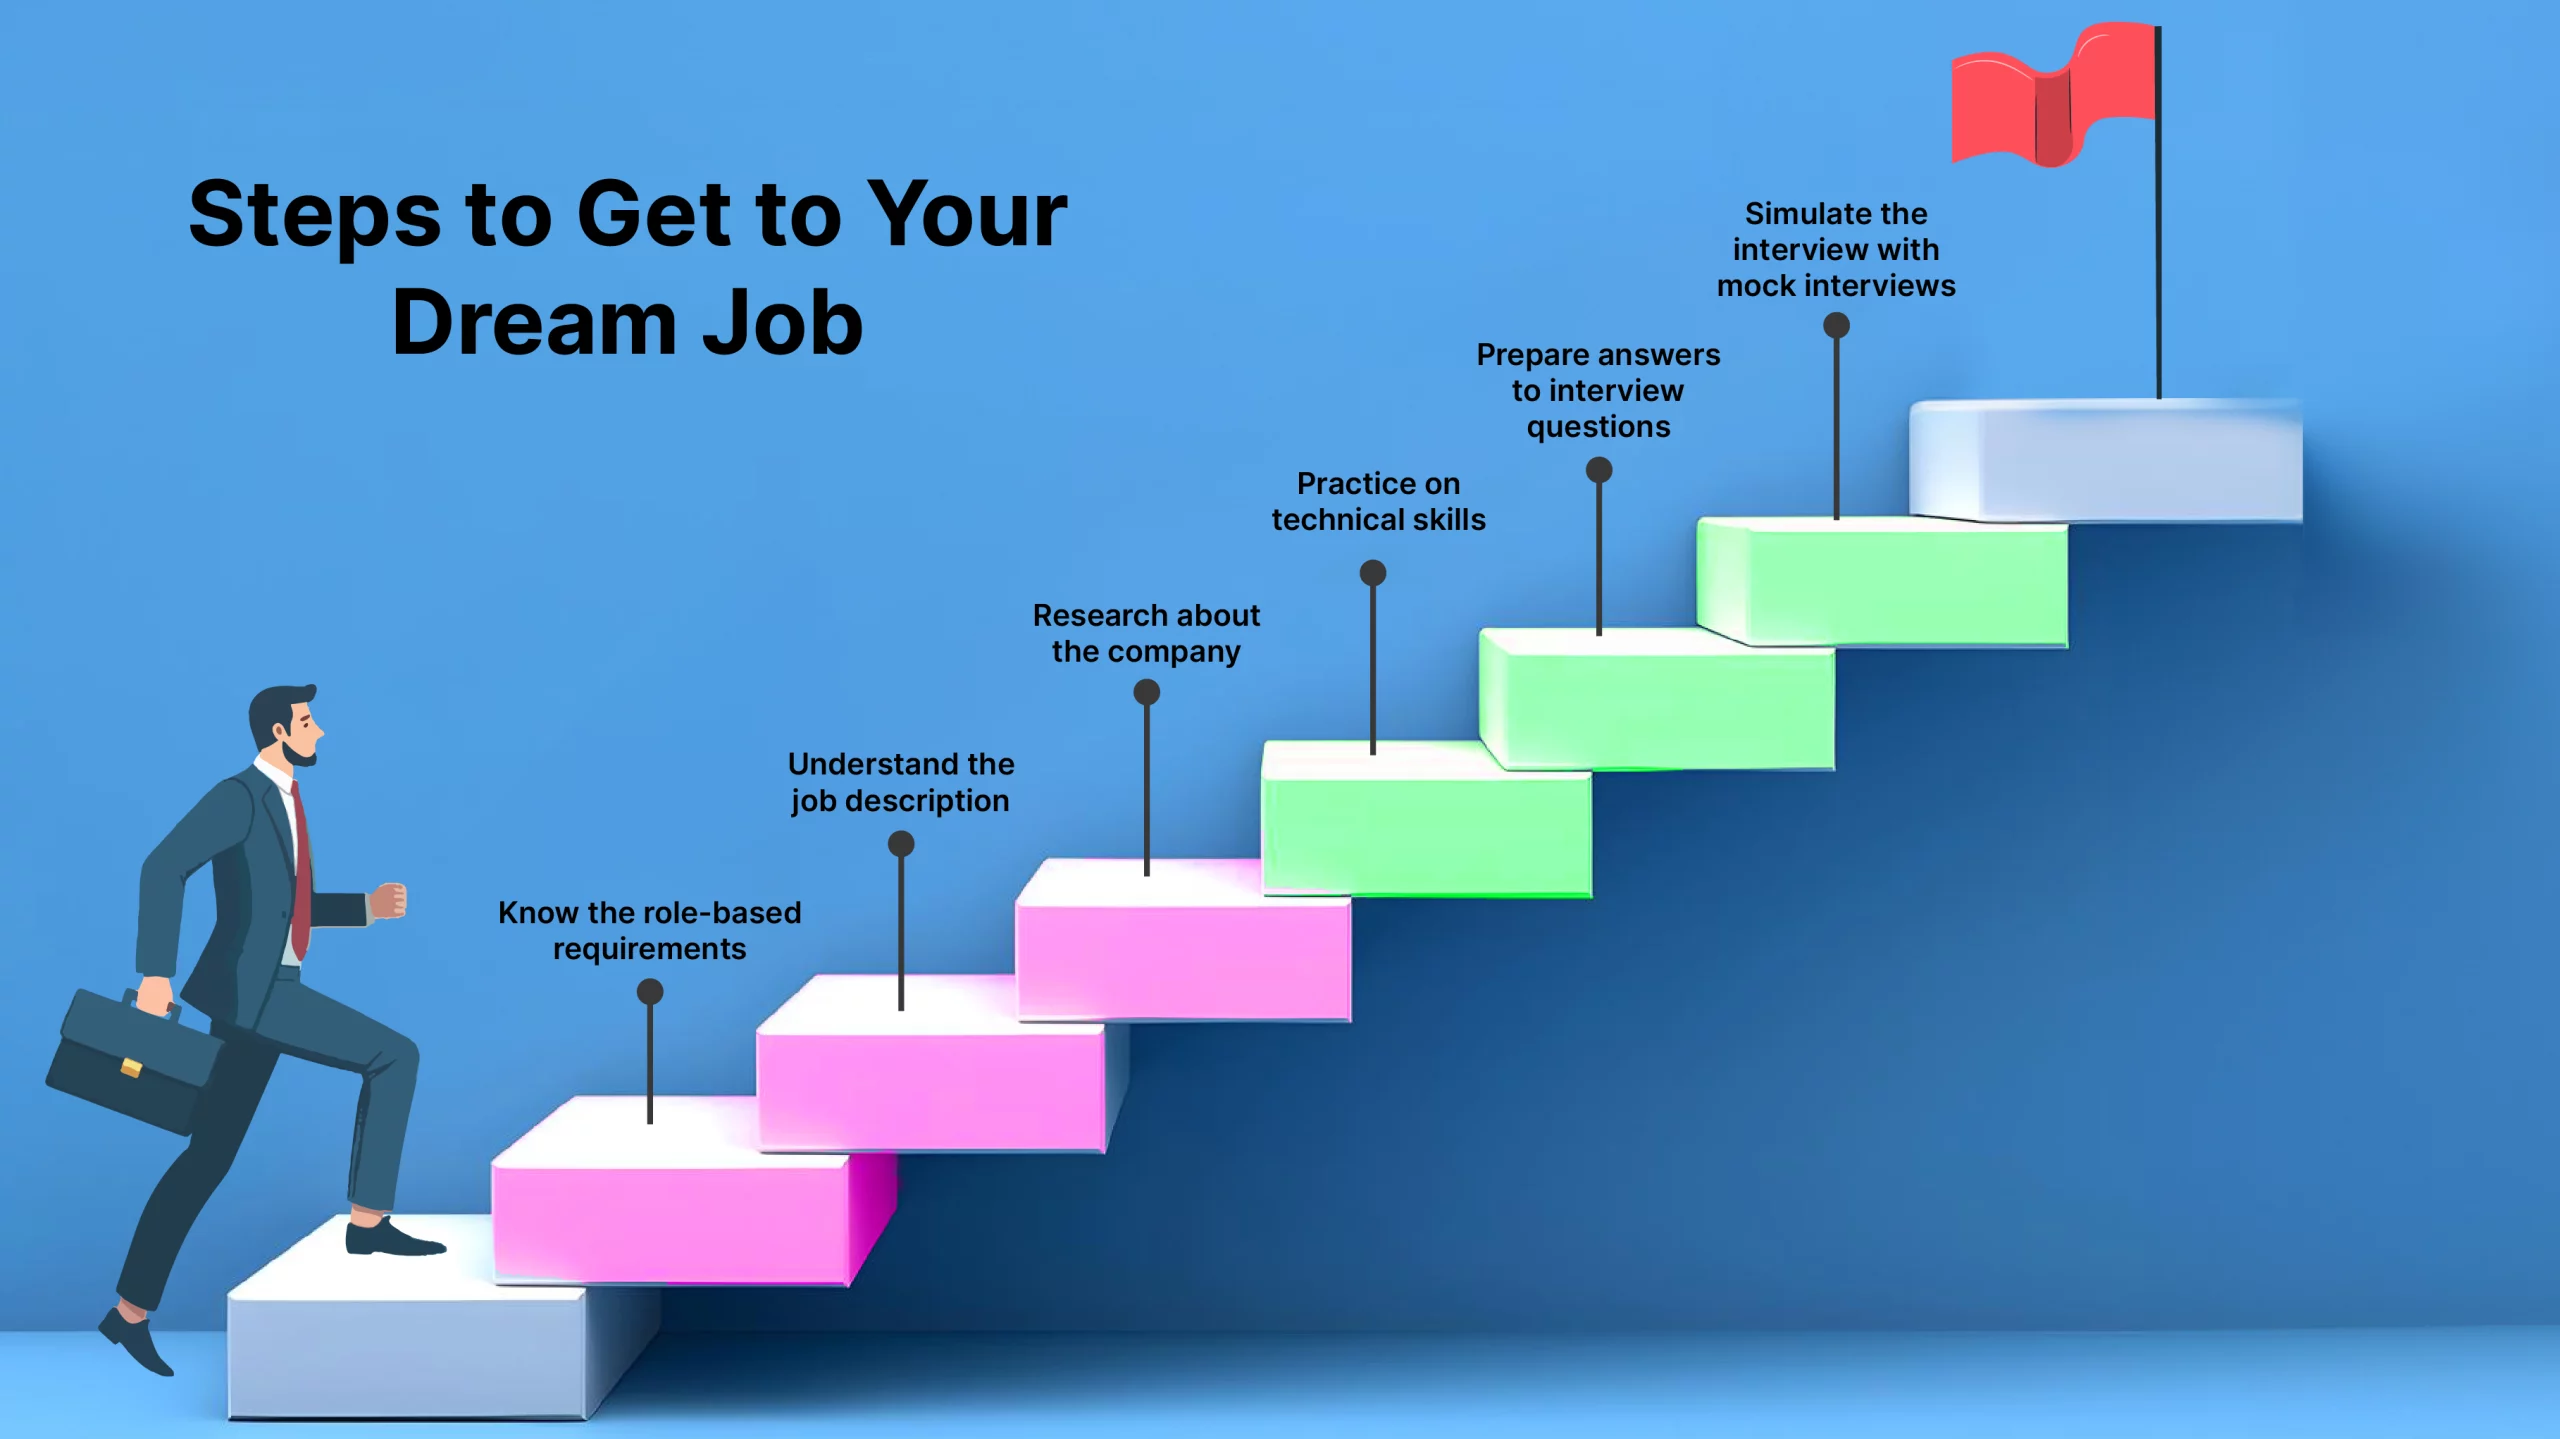 Steps to Get to Your
Dream Job
Know the role-based
requirements
Understand the
job description
Research about
the company
Practice on
technical skills
Prepare answers
to interview
questions
Simulate the
interview with
mock interviews